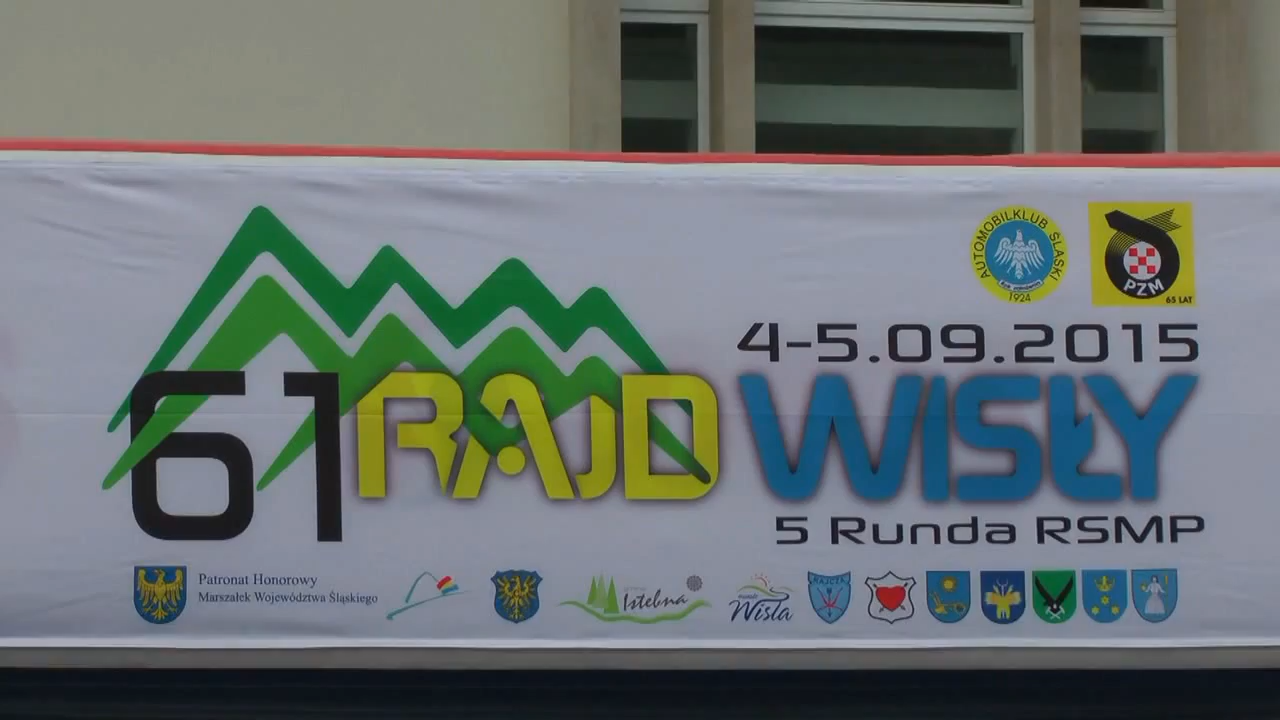 AUTOMOBILKLUB ŚLĄSKI
1924
PZM
65 LAT
4-5.09.2015
61 RAJD WISŁY
5 Runda RSMP
Patronat Honorowy
Marszałek Województwa Śląskiego
Istebna
Wisła
RAJCZA